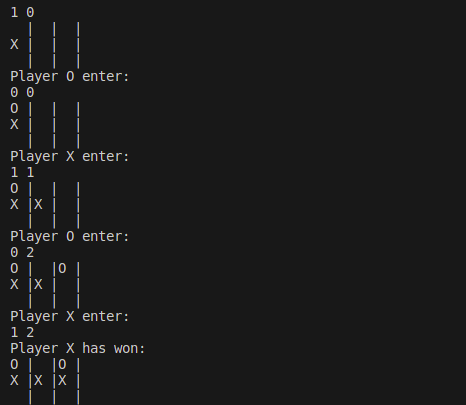 1 0
  |  |  |
X |  |  |
  |  |  |
Player O enter:
0 0
O |  |  |
X |  |  |
  |  |  |
Player X enter:
1 1
O |  |  |
X |X |  |
  |  |  |
Player O enter:
0 2
O |  |O |
X |X |  |
  |  |  |
Player X enter:
1 2
Player X has won:
O |  |O |
X |X |X |
  |  |  |